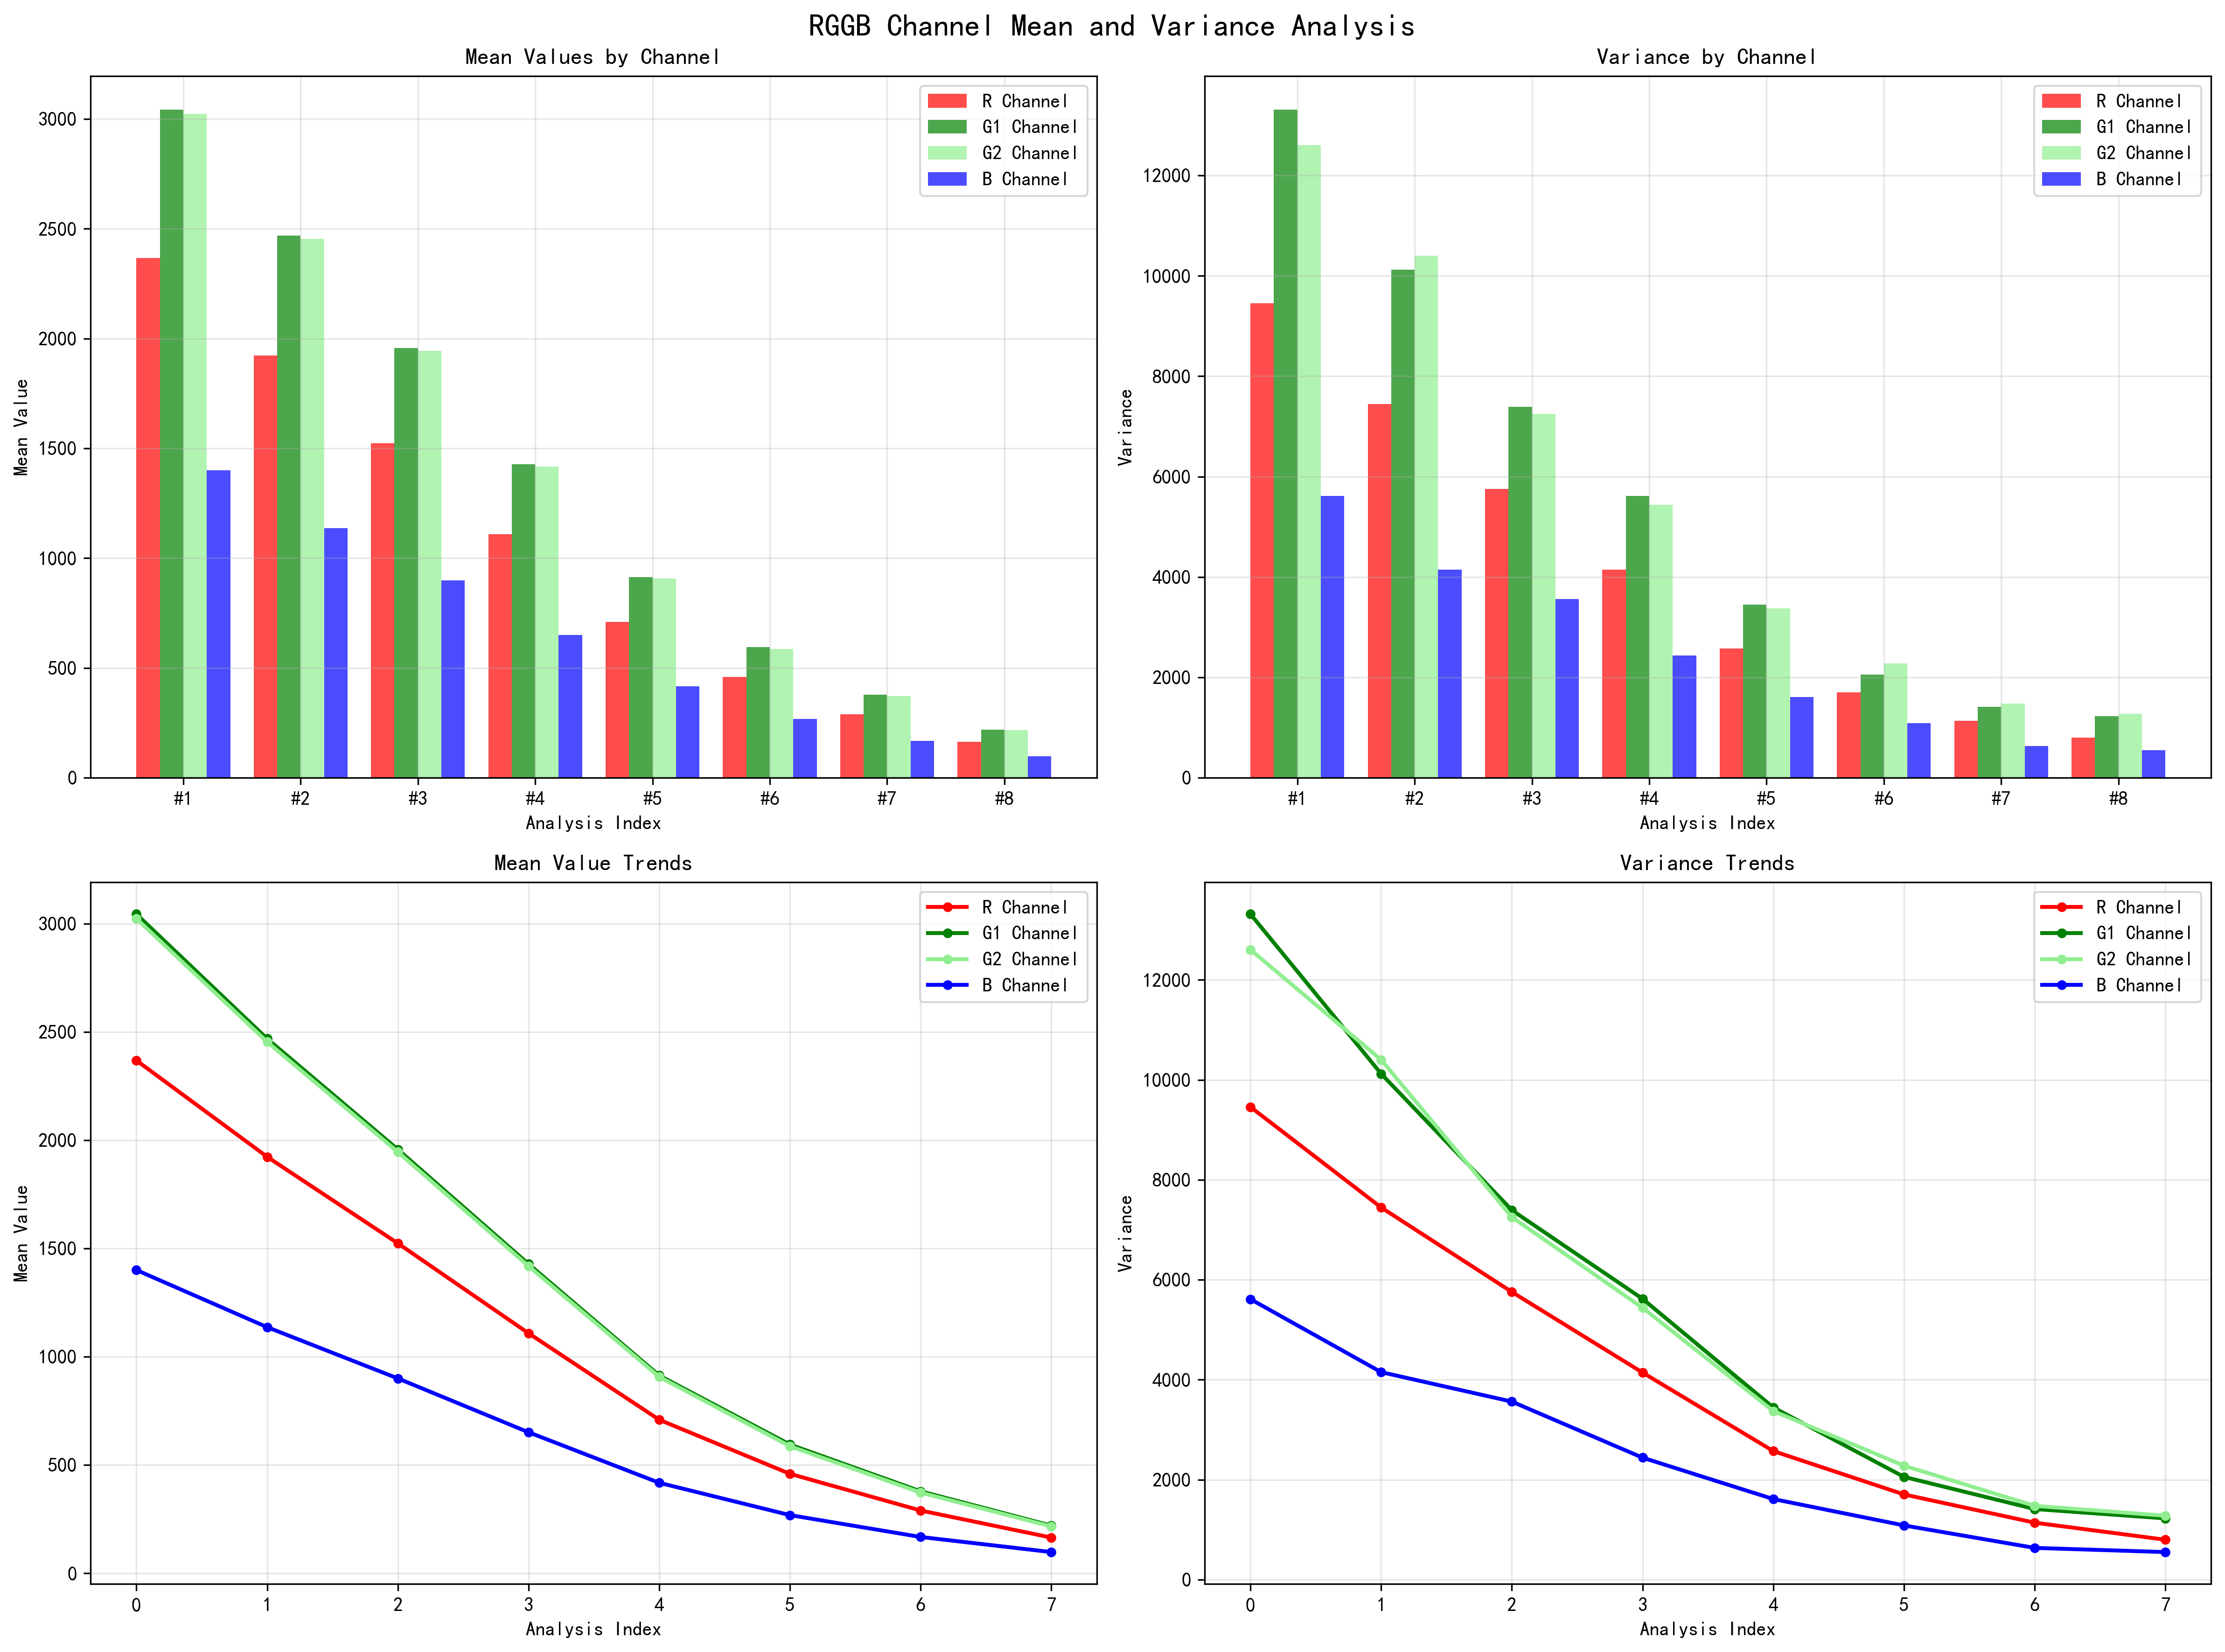 RGGB Channel Mean and Variance Analysis
Mean Values by Channel
3000
2500
2000
1500
1000
500
0
Mean Value
R Channel
G1 Channel
G2 Channel
B Channel
#1 #2 #3 #4 #5 #6 #7 #8
Analysis Index
Variance by Channel
12000
10000
8000
6000
4000
2000
0
Variance
R Channel
G1 Channel
G2 Channel
B Channel
#1 #2 #3 #4 #5 #6 #7 #8
Analysis Index
Mean Value Trends
3000
2500
2000
1500
1000
500
0
Mean Value
R Channel
G1 Channel
G2 Channel
B Channel
0 1 2 3 4 5 6 7
Analysis Index
Variance Trends
12000
10000
8000
6000
4000
2000
0
Variance
R Channel
G1 Channel
G2 Channel
B Channel
0 1 2 3 4 5 6 7
Analysis Index